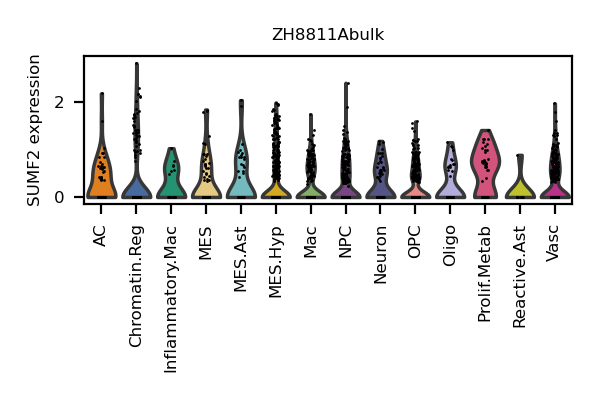 ZH8811Abulk
SUMF2 expression
2
0
AC
Chromatin.Reg
Inflammatory.Mac
MES
MES.Ast
MES.Hyp
Mac
NPC
Neuron
OPC
Oligo
Prolif.Metab
Reactive.Ast
Vasc